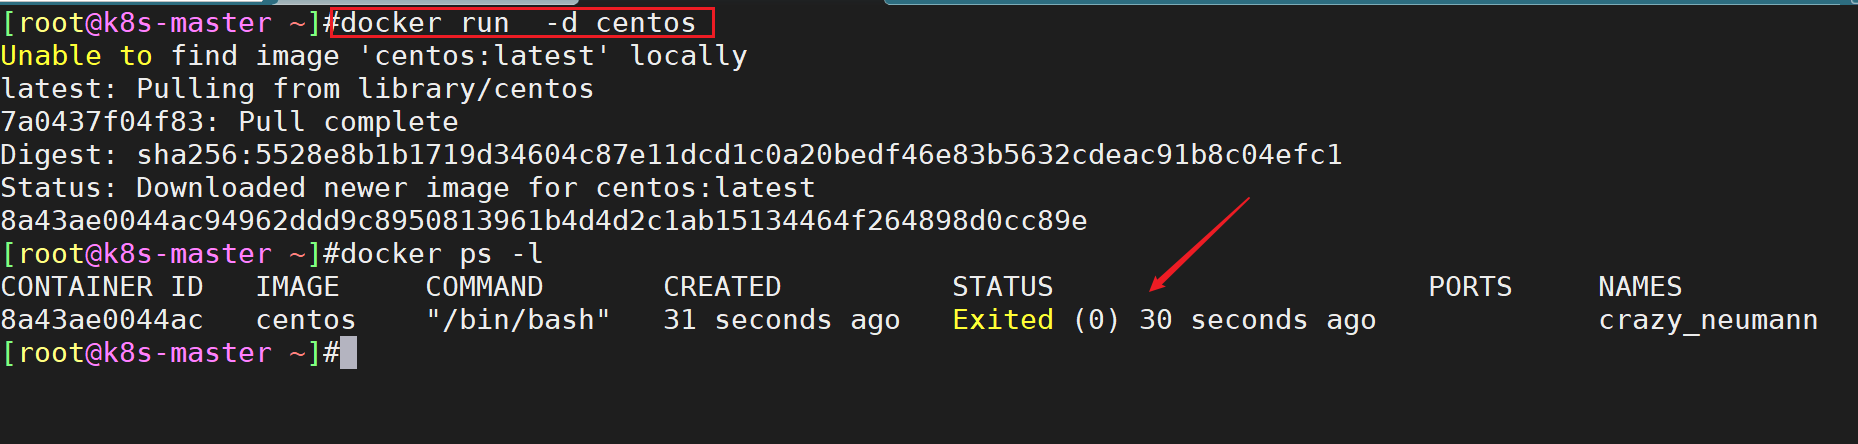 [root@k8s-master ~]#docker run  -d centos
Unable to find image 'centos:latest' locally
latest: Pulling from library/centos
7a0437f04f83: Pull complete
Digest: sha256:5528e8b1b1719d34604c87e11dcd1c0a20bedf46e83b5632cdeac91b8c04efc1
Status: Downloaded newer image for centos:latest
8a43ae0044ac94962ddd9c8950813961b4d4d2c1ab15134464f264898d0cc89e
[root@k8s-master ~]#docker ps -l
CONTAINER ID   IMAGE     COMMAND       CREATED          STATUS                      PORTS     NAMES
8a43ae0044ac   centos    "/bin/bash"   31 seconds ago   Exited (0) 30 seconds ago             crazy_neumann
[root@k8s-master ~]#